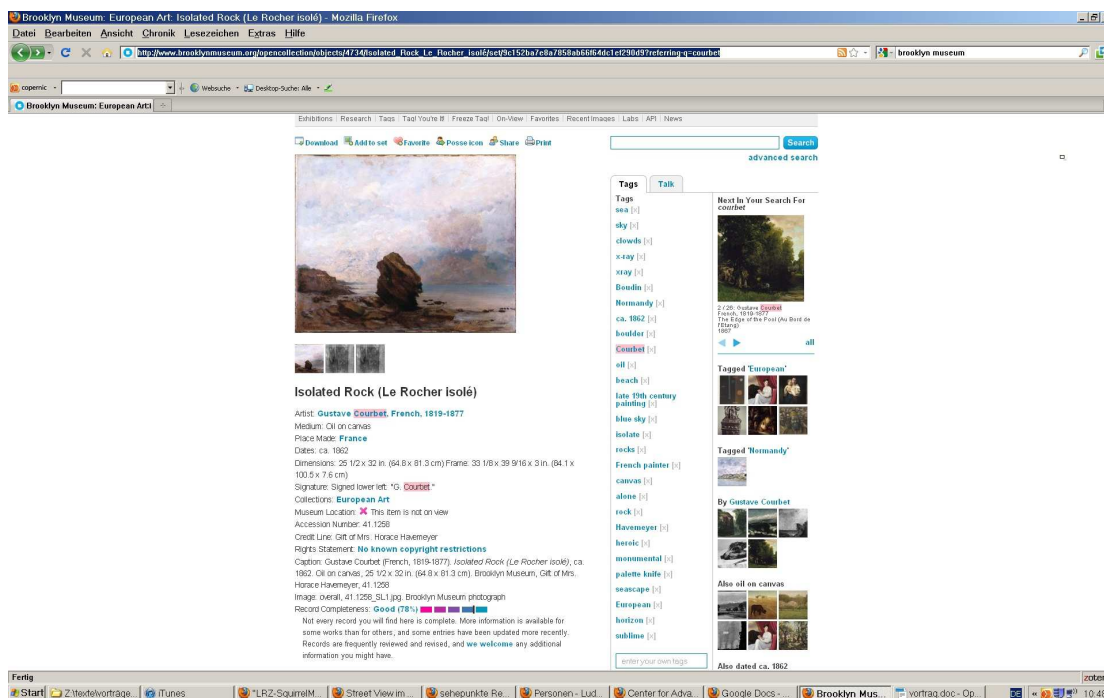 Brooklyn Museum: European Art: Isolated Rock (Le Rocher isolé) - Mozilla Firefox
Datei Bearbeiten Ansicht Chronik Lesezeichen Extras Hilfe
http://www.brooklynmuseum.org/opencollection/objects/4734/Isolated_Rock_Le_Rocher_isolé/set/9c152ba7e8a7858ab66f64dc1ef290d9?referring-q=courbet
brooklyn museum
copernic
Websuche
Desktop-Suche: Alle
Brooklyn Museum: European Art:I
Exhibitions | Research | Tags | Tag! You're It! | Freeze Tag! | On-View | Favorites | Recent Images | Labs | API | News
Download Add to set Favorite Posse icon Share Print
Search
advanced search
Isolated Rock (Le Rocher isolé)
Artist: Gustave Courbet, French, 1819-1877
Medium: Oil on canvas
Place Made: France
Dates: ca. 1862
Dimensions: 25 1/2 x 32 in. (64.8 x 81.3 cm) Frame: 33 1/8 x 39 9/16 x 3 in. (84.1 x
100.5 x 7.6 cm)
Signature: Signed lower left: "G. Courbet."
Collections: European Art
Museum Location: This item is not on view
Accession Number: 41.1258
Credit Line: Gift of Mrs. Horace Havemeyer
Rights Statement: No known copyright restrictions
Caption: Gustave Courbet (French, 1819-1877). Isolated Rock (Le Rocher isolé), ca.
1862. Oil on canvas, 25 1/2 x 32 in. (64.8 x 81.3 cm). Brooklyn Museum, Gift of Mrs.
Horace Havemeyer, 41.1258
Image: overall, 41.1258_SL1.jpg. Brooklyn Museum photograph
Record Completeness: Good (78%)
Not every record you will find here is complete. More information is available for
some works than for others, and some entries have been updated more recently.
Records are frequently reviewed and revised, and we welcome any additional
information you might have.
Tags Talk
Tags
sea [x]
sky [x]
clowds [x]
x-ray [x]
xray [x]
Boudin [x]
Normandy [x]
ca. 1862 [x]
boulder [x]
Courbet [x]
oil [x]
beach [x]
late 19th century
painting [x]
blue sky [x]
isolate [x]
rocks [x]
French painter [x]
canvas [x]
alone [x]
rock [x]
Havemeyer [x]
heroic [x]
monumental [x]
palette knife [x]
seascape [x]
European [x]
horizon [x]
sublime [x]
enter your own tags
Next In Your Search For
courbet
2 / 26: Gustave Courbet
French, 1819-1877
The Edge of the Pool (Au Bord de
l'Etang)
1867
all
Tagged 'European'
Tagged 'Normandy'
By Gustave Courbet
Also oil on canvas
Also dated ca. 1862
Fertig
Start
Z:\texte\vortrage...
iTunes
"LRZ-SquirrelM...
Street View im ...
sehepunkte Re...
Personen - Lud...
Center for Adva...
Google Docs - ...
Brooklyn Mus...
vortrag.doc - Op...
DE